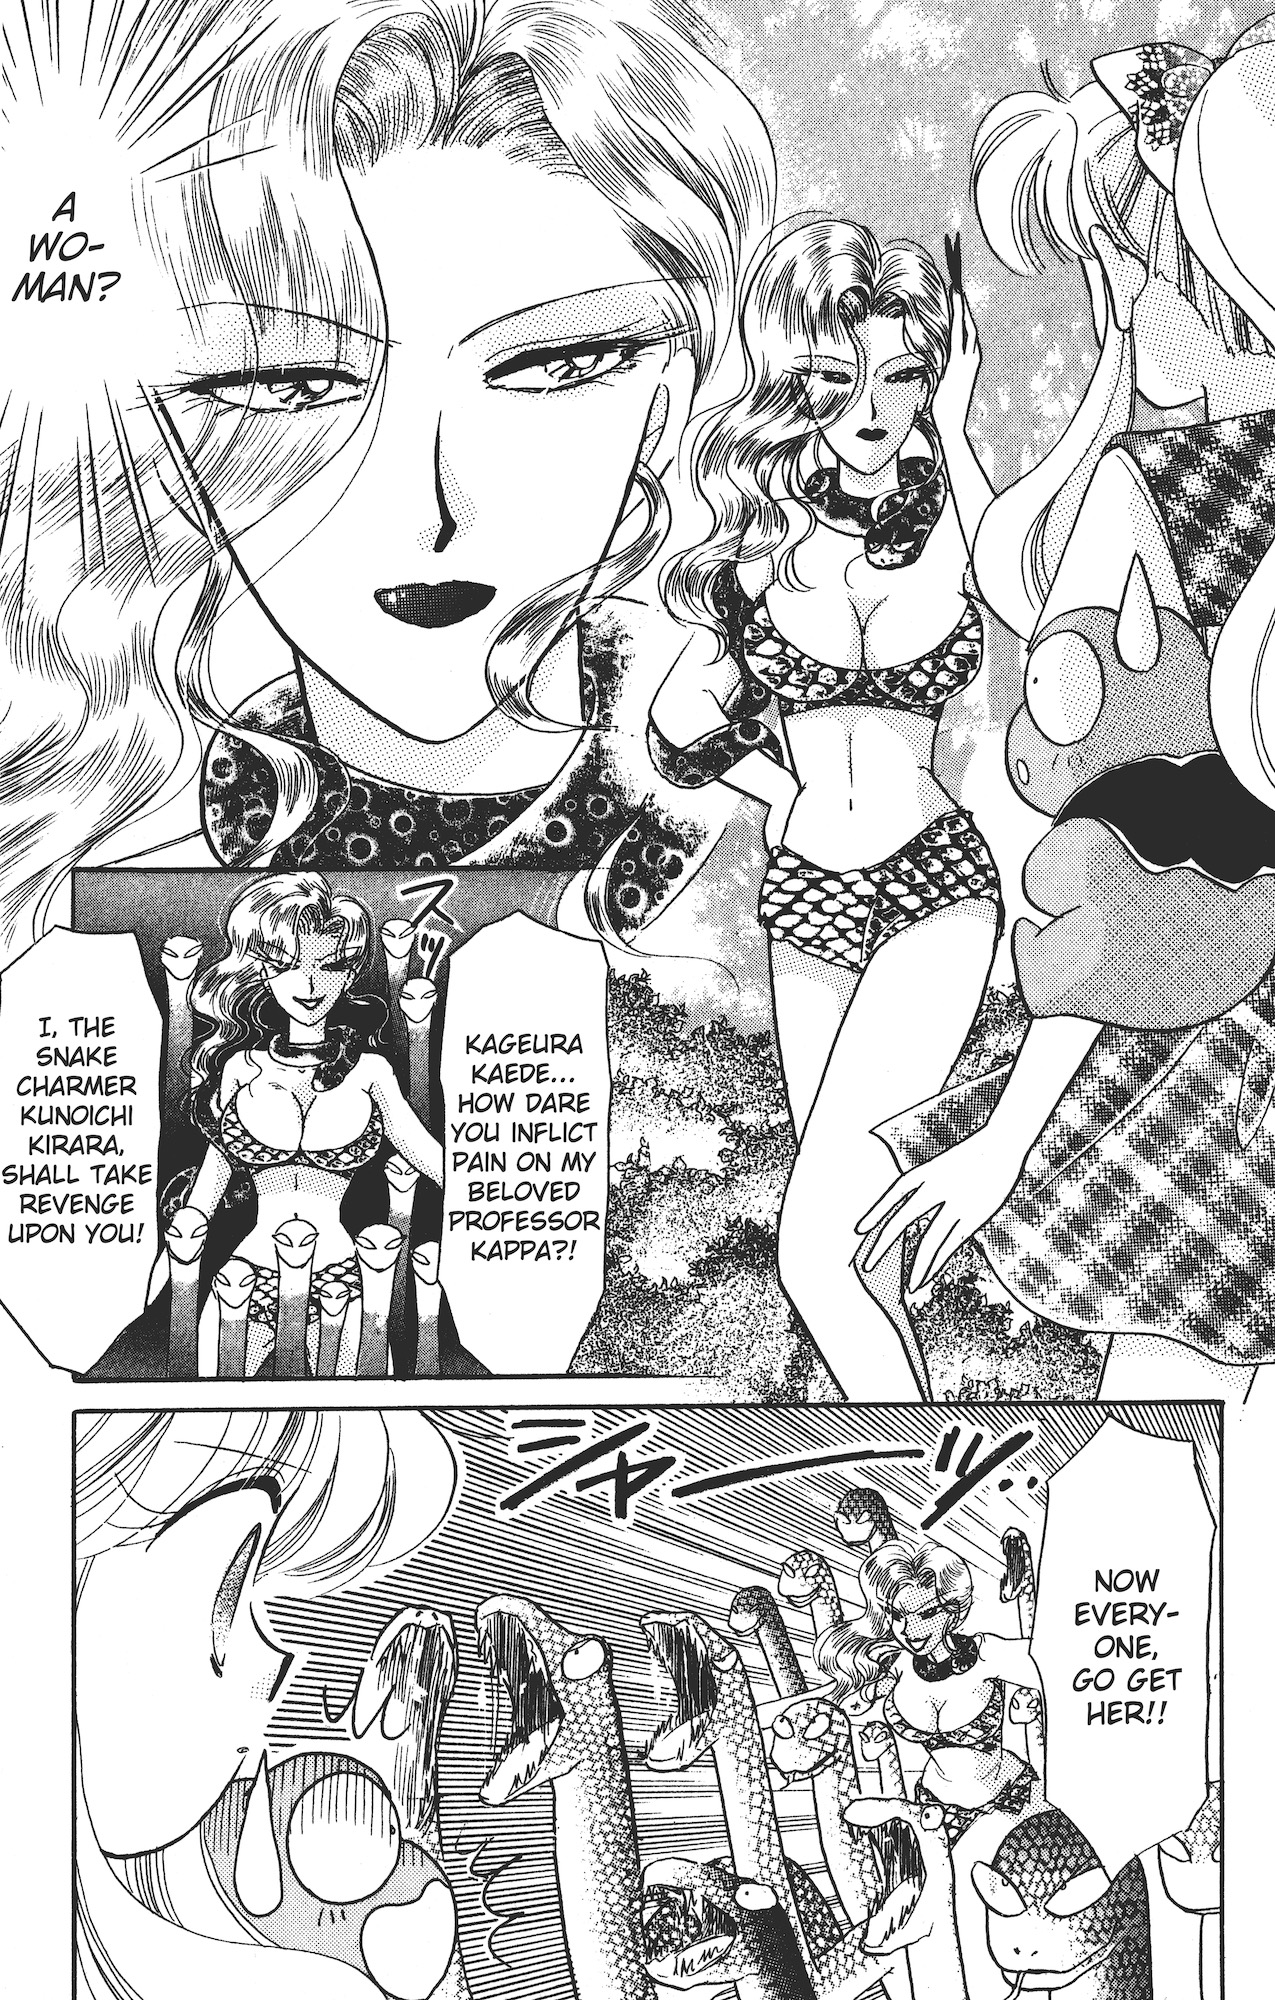 A
WO-
MAN?
スッ
KAGEURA
KAEDE...
HOW DARE
YOU INFLICT
PAIN ON MY
BELOVED
PROFESSOR
KAPPA?!
I, THE
SNAKE
CHARMER
KUNOICHI
KIRARA,
SHALL TAKE
REVENGE
UPON YOU!
シャーッ..
NOW
EVERY-
ONE,
GO GET
HER!!